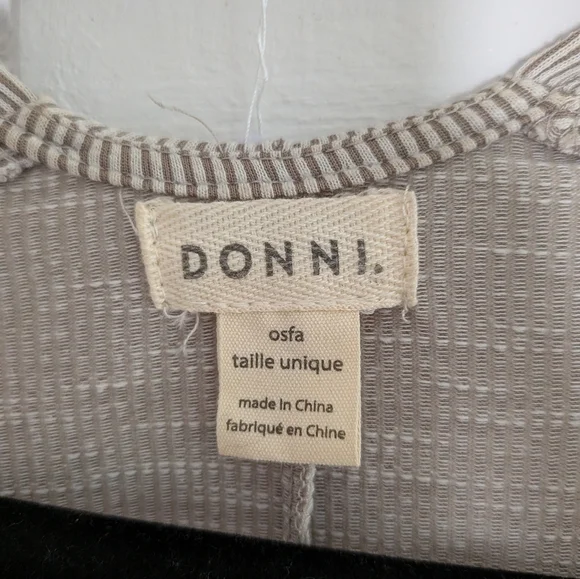 DONNI.
osfa
taille unique
made in China
fabriqué en Chine